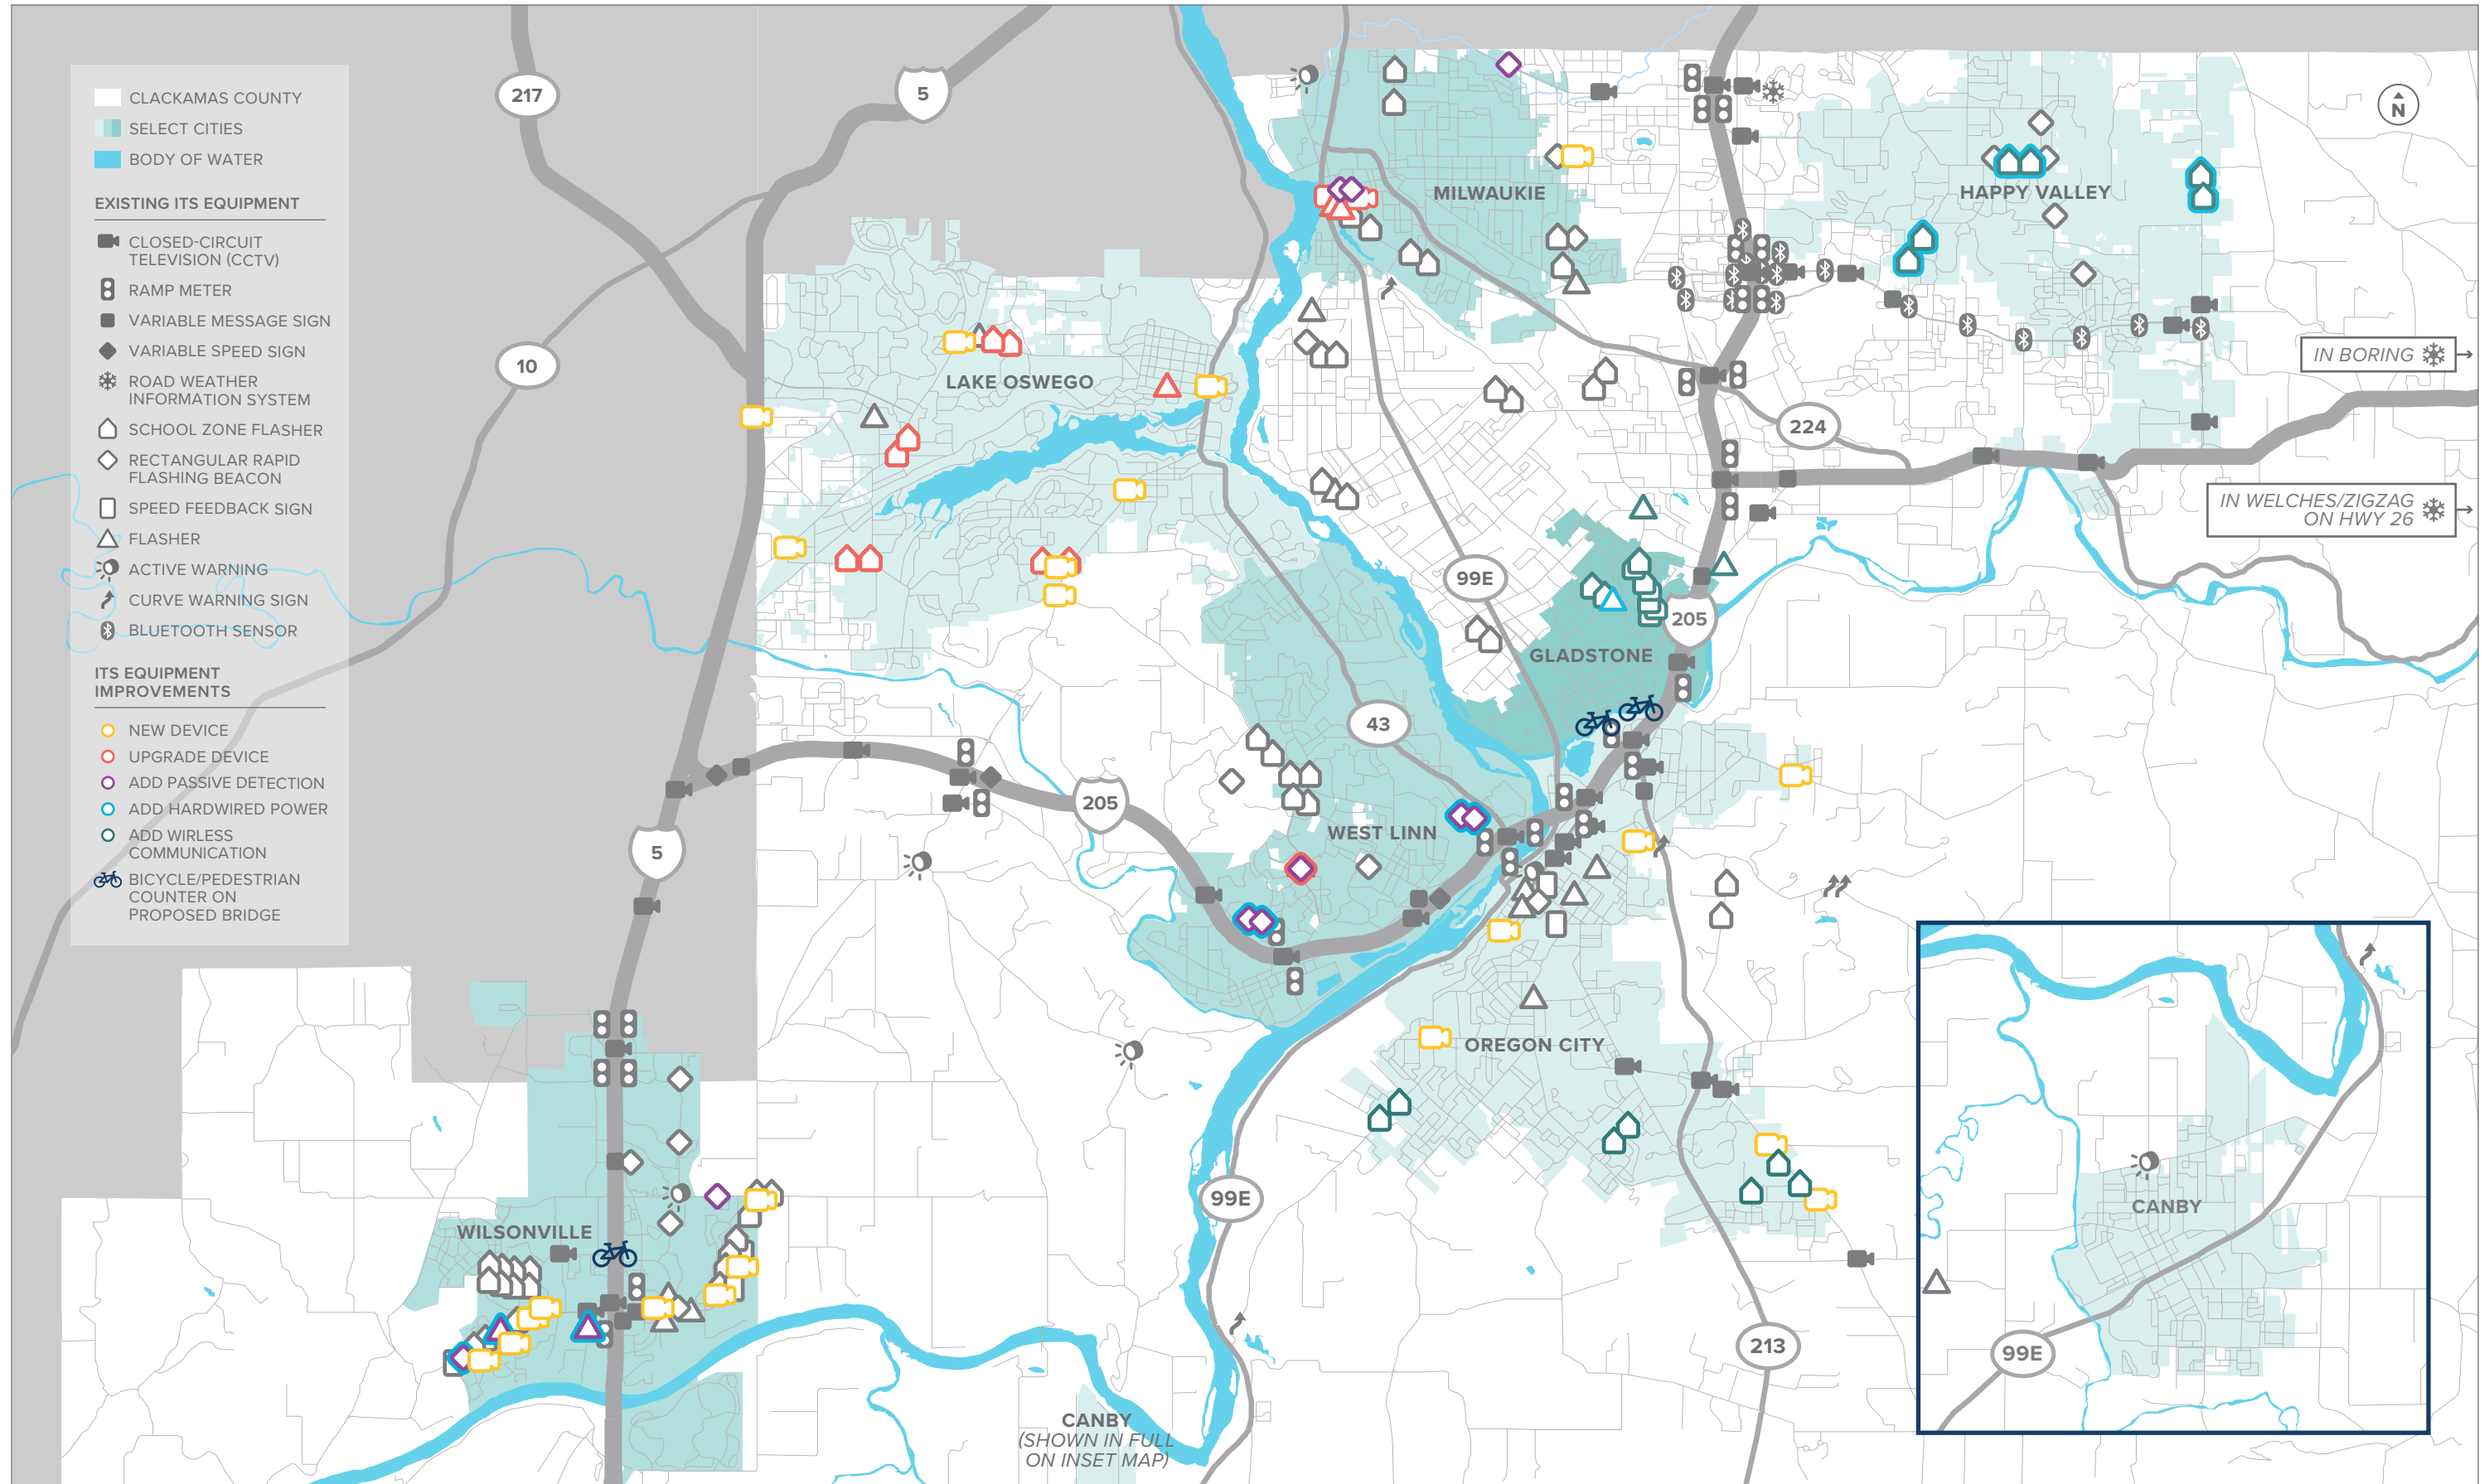 CLACKAMAS COUNTY
SELECT CITIES
BODY OF WATER
EXISTING ITS EQUIPMENT
CLOSED-CIRCUIT
TELEVISION (CCTV)
RAMP METER
VARIABLE MESSAGE SIGN
VARIABLE SPEED SIGN
ROAD WEATHER
INFORMATION SYSTEM
SCHOOL ZONE FLASHER
RECTANGULAR RAPID
FLASHING BEACON
SPEED FEEDBACK SIGN
FLASHER
ACTIVE WARNING
CURVE WARNING SIGN
BLUETOOTH SENSOR
ITS EQUIPMENT
IMPROVEMENTS
NEW DEVICE
UPGRADE DEVICE
ADD PASSIVE DETECTION
ADD HARDWIRED POWER
ADD WIRLESS
COMMUNICATION
BICYCLE/PEDESTRIAN
COUNTER ON
PROPOSED BRIDGE
217
5
N
MILWAUKIE
HAPPY VALLEY
IN BORING
10
LAKE OSWEGO
224
IN WELCHES/ZIGZAG
ON HWY 26
99E
205
GLADSTONE
43
205
WEST LINN
5
OREGON CITY
99E
CANBY
WILSONVILLE
213
99E
CANBY
(SHOWN IN FULL
ON INSET MAP)